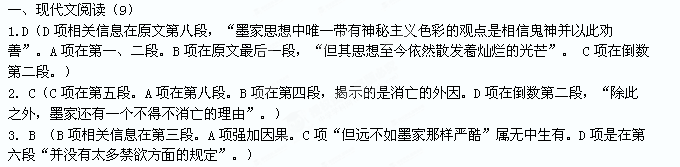 一、现代文阅读（9）
1.D（D项相关信息在原文第八段，“墨家思想中唯一带有神秘主义色彩的观点是相信鬼神并以此劝
善”。A项在第一、二段。B项在原文最后一段，“但其思想至今依然散发着灿烂的光芒”。 C项在倒数
第二段。）
2. C（C项在第五段。A项在第八段。B项在第四段，揭示的是消亡的外因。D项在倒数第二段，“除此
之外，墨家还有一个不得不消亡的理由”。）
3. B （B项相关信息在第三段。A项强加因果。C项“但远不如墨家那样严酷”属无中生有。D项是在第
六段“并没有太多禁欲方面的规定”。）